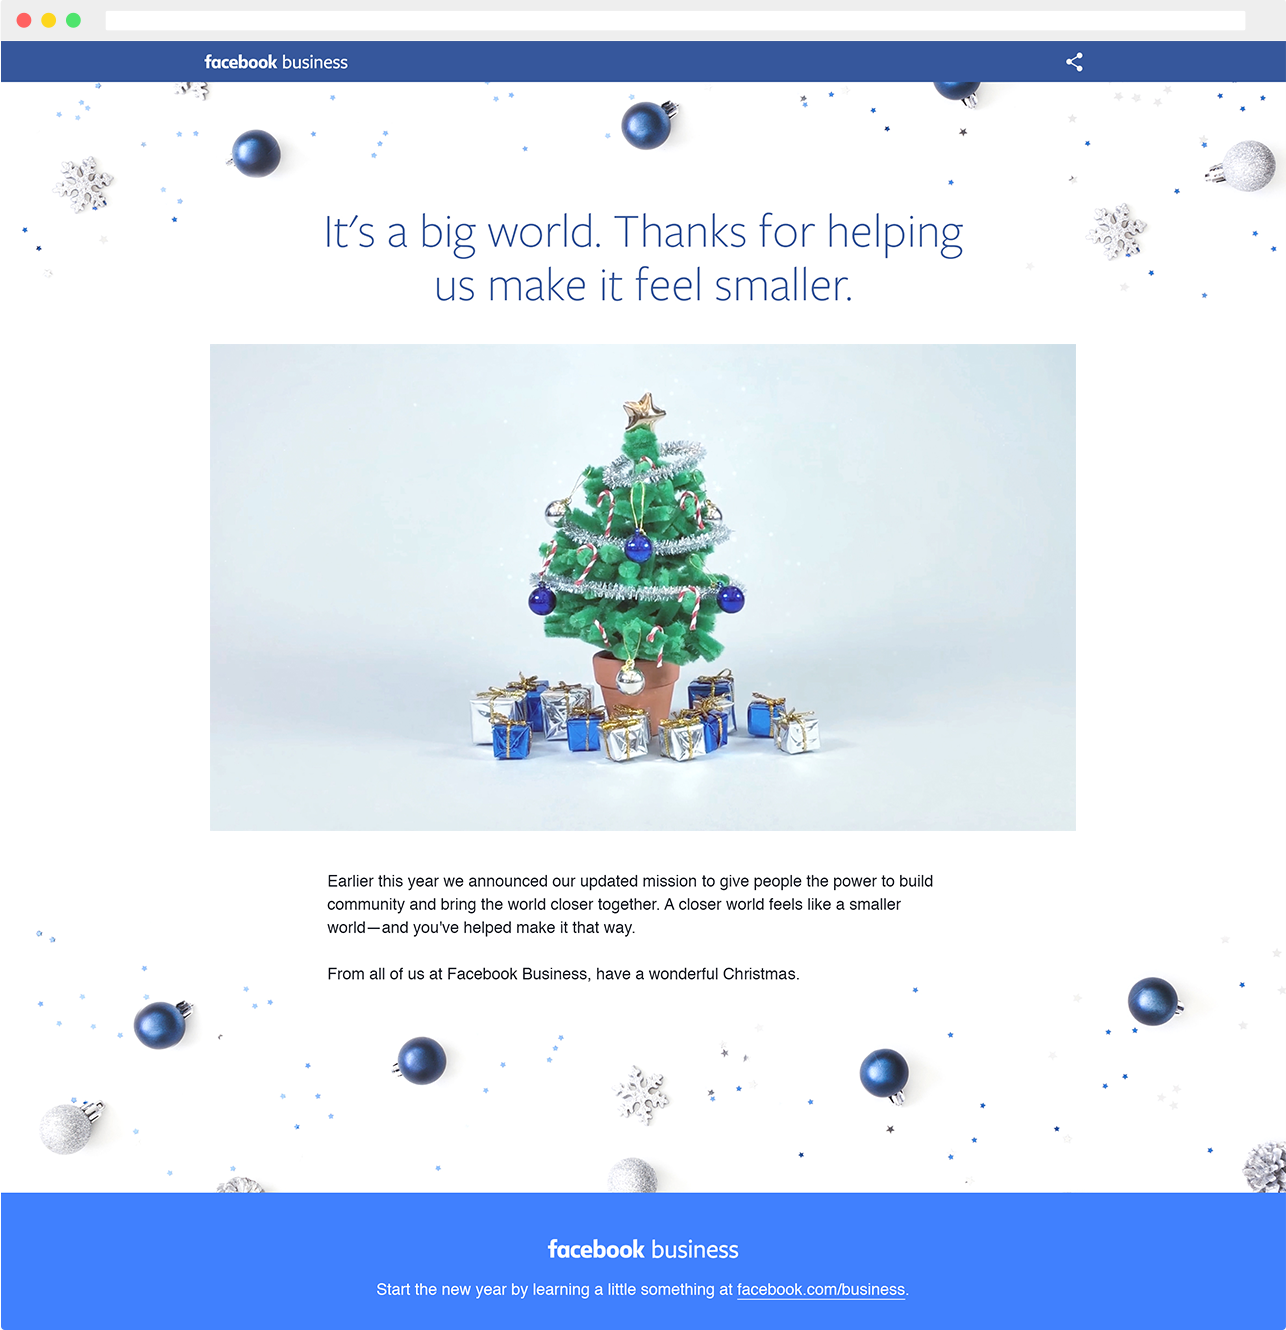 facebook business
It's a big world. Thanks for helping
us make it feel smaller.
Earlier this year we announced our updated mission to give people the power to build
community and bring the world closer together. A closer world feels like a smaller
world—and you've helped make it that way.
From all of us at Facebook Business, have a wonderful Christmas.
facebook business
Start the new year by learning a little something at facebook.com/business.